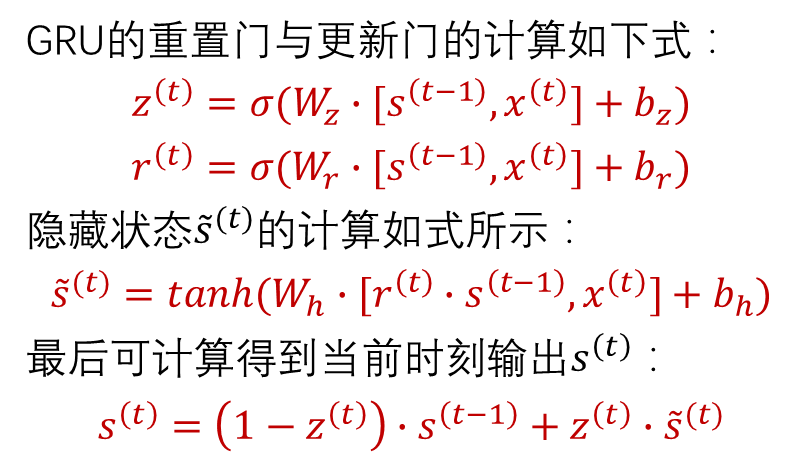 GRU的重置门与更新门的计算如下式：
z^(t) = σ(W_z · [s^(t−1), x^(t)] + b_z)
r^(t) = σ(W_r · [s^(t−1), x^(t)] + b_r)
隐藏状态s̃^(t)的计算如式所示：
s̃^(t) = tanh(W_h · [r^(t) · s^(t−1), x^(t)] + b_h)
最后可计算得到当前时刻输出s^(t)：
s^(t) = (1 − z^(t)) · s^(t−1) + z^(t) · s̃^(t)